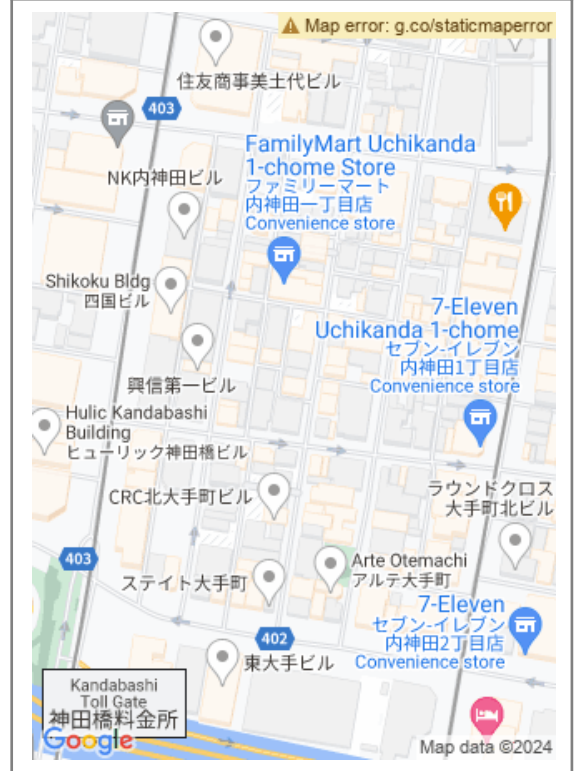 Map error: g.co/staticmaperror
住友商事美土代ビル
403
FamilyMart Uchikanda
1-chome Store
ファミリーマート
内神田一丁目店
Convenience store
NK内神田ビル
Shikoku Bldg
四国ビル
7-Eleven
Uchikanda 1-chome
セブン-イレブン
内神田1丁目店
Convenience store
興信第一ビル
Hulic Kandabashi
Building
ヒューリック神田橋ビル
CRC北大手町ビル
ラウンドクロス
大手町北ビル
403
Arte Otemachi
アルテ大手町
ステイト大手町
7-Eleven
セブン-イレブン
内神田2丁目店
Convenience store
402
東大手ビル
Kandabashi
Toll Gate
神田橋料金所
Google
Map data ©2024